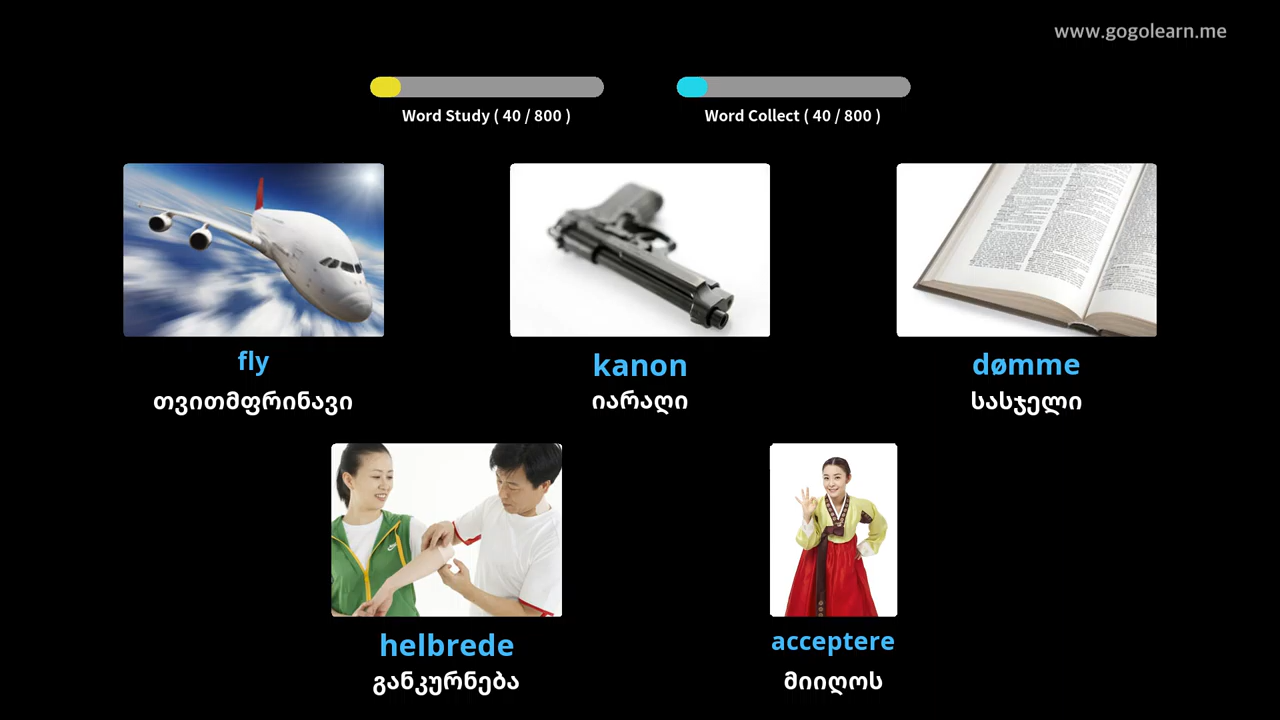 www.gogolearn.me
Word Study ( 40 / 800 )
Word Collect ( 40 / 800 )
fly
kanon
dømme
თვითმფრინავი
იარაღი
სასჯელი
helbrede
acceptere
განკურნება
მიიღოს